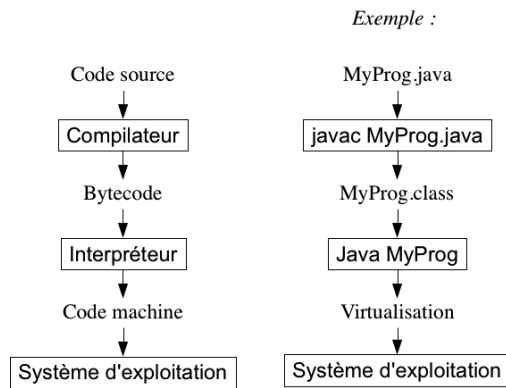 Exemple :
Code source
MyProg.java
Compilateur
javac MyProg.java
Bytecode
MyProg.class
Interpréteur
Java MyProg
Code machine
Virtualisation
Système d'exploitation
Système d'exploitation